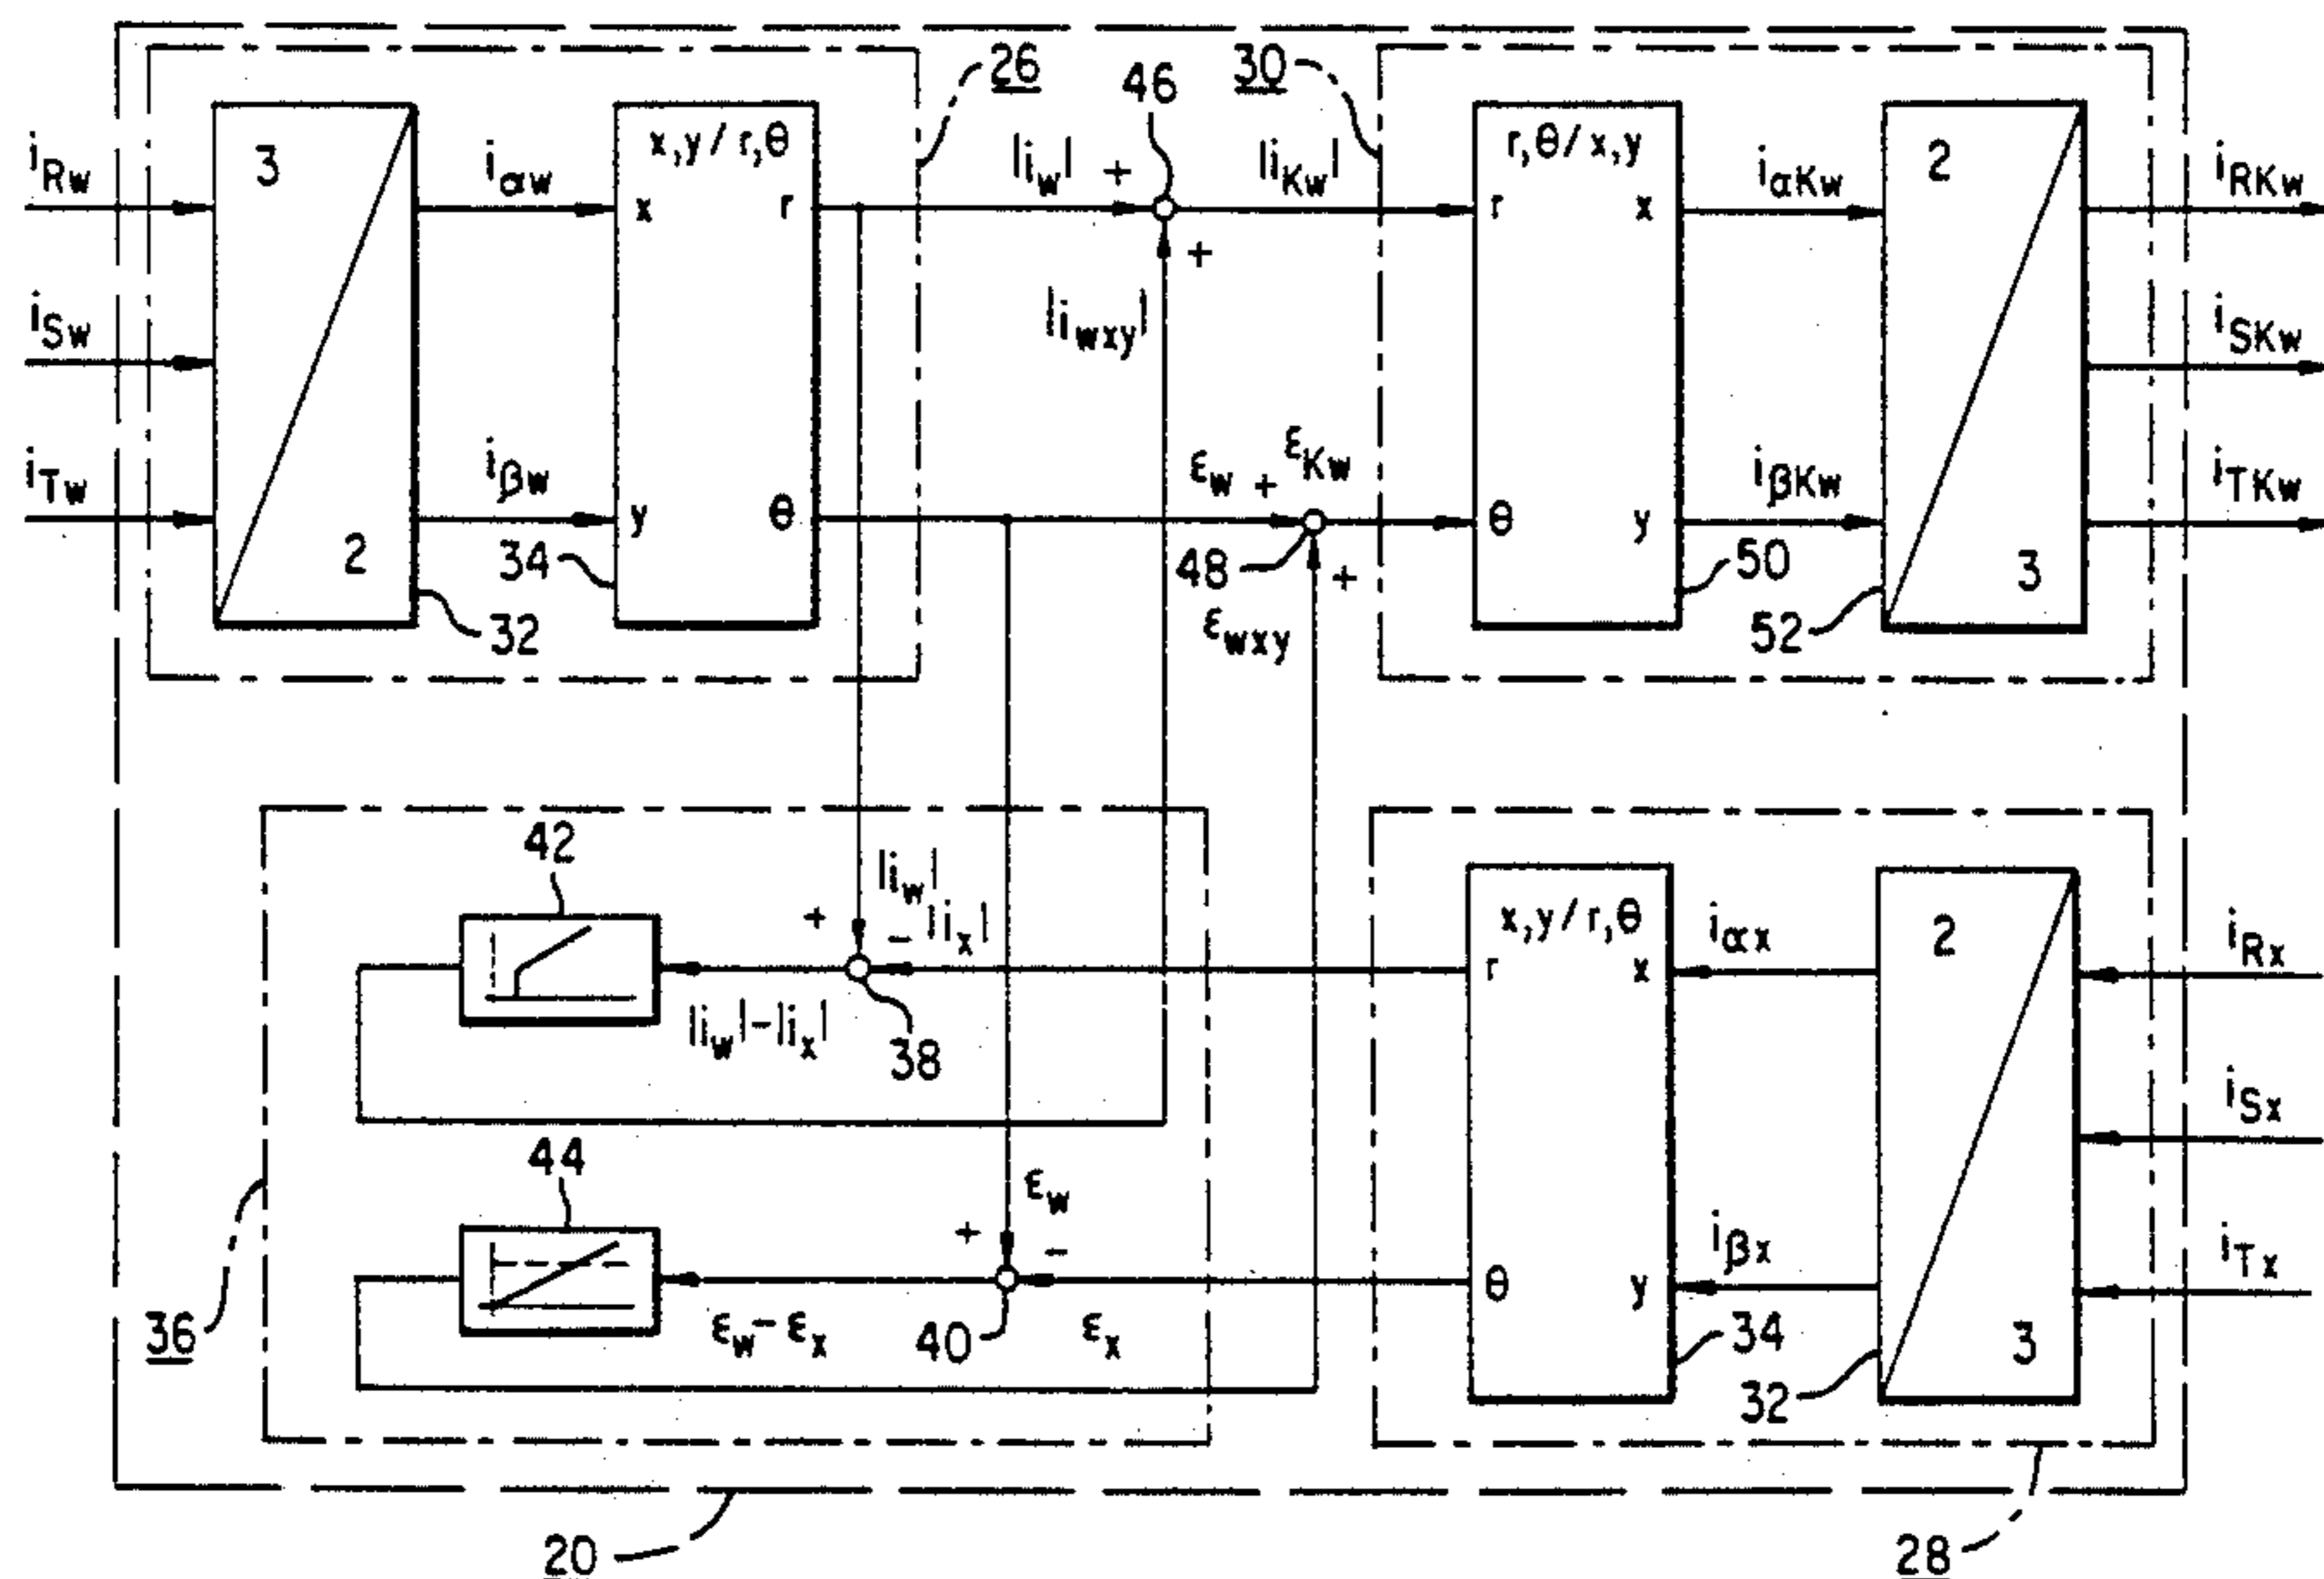 26
30
46
i_Rw
3
i_αw
x,y/r,θ
x
r
|i_w|
+
|i_Kw|
r,θ/x,y
r
x
i_αKw
2
i_RKw
+
i_Sw
|i_wxy|
i_SKw
i_Tw
i_βw
y
θ
ε_w
+
ε_Kw
θ
y
i_βKw
i_TKw
2
34
48
+
50
3
32
ε_wxy
52
42
|i_w|
+
-
|i_x|
x,y/r,θ
r
x
i_αx
2
i_Rx
|i_w|-|i_x|
38
i_Sx
44
ε_w
+
-
θ
y
i_βx
i_Tx
36
ε_w-ε_x
40
ε_x
34
3
32
20
28